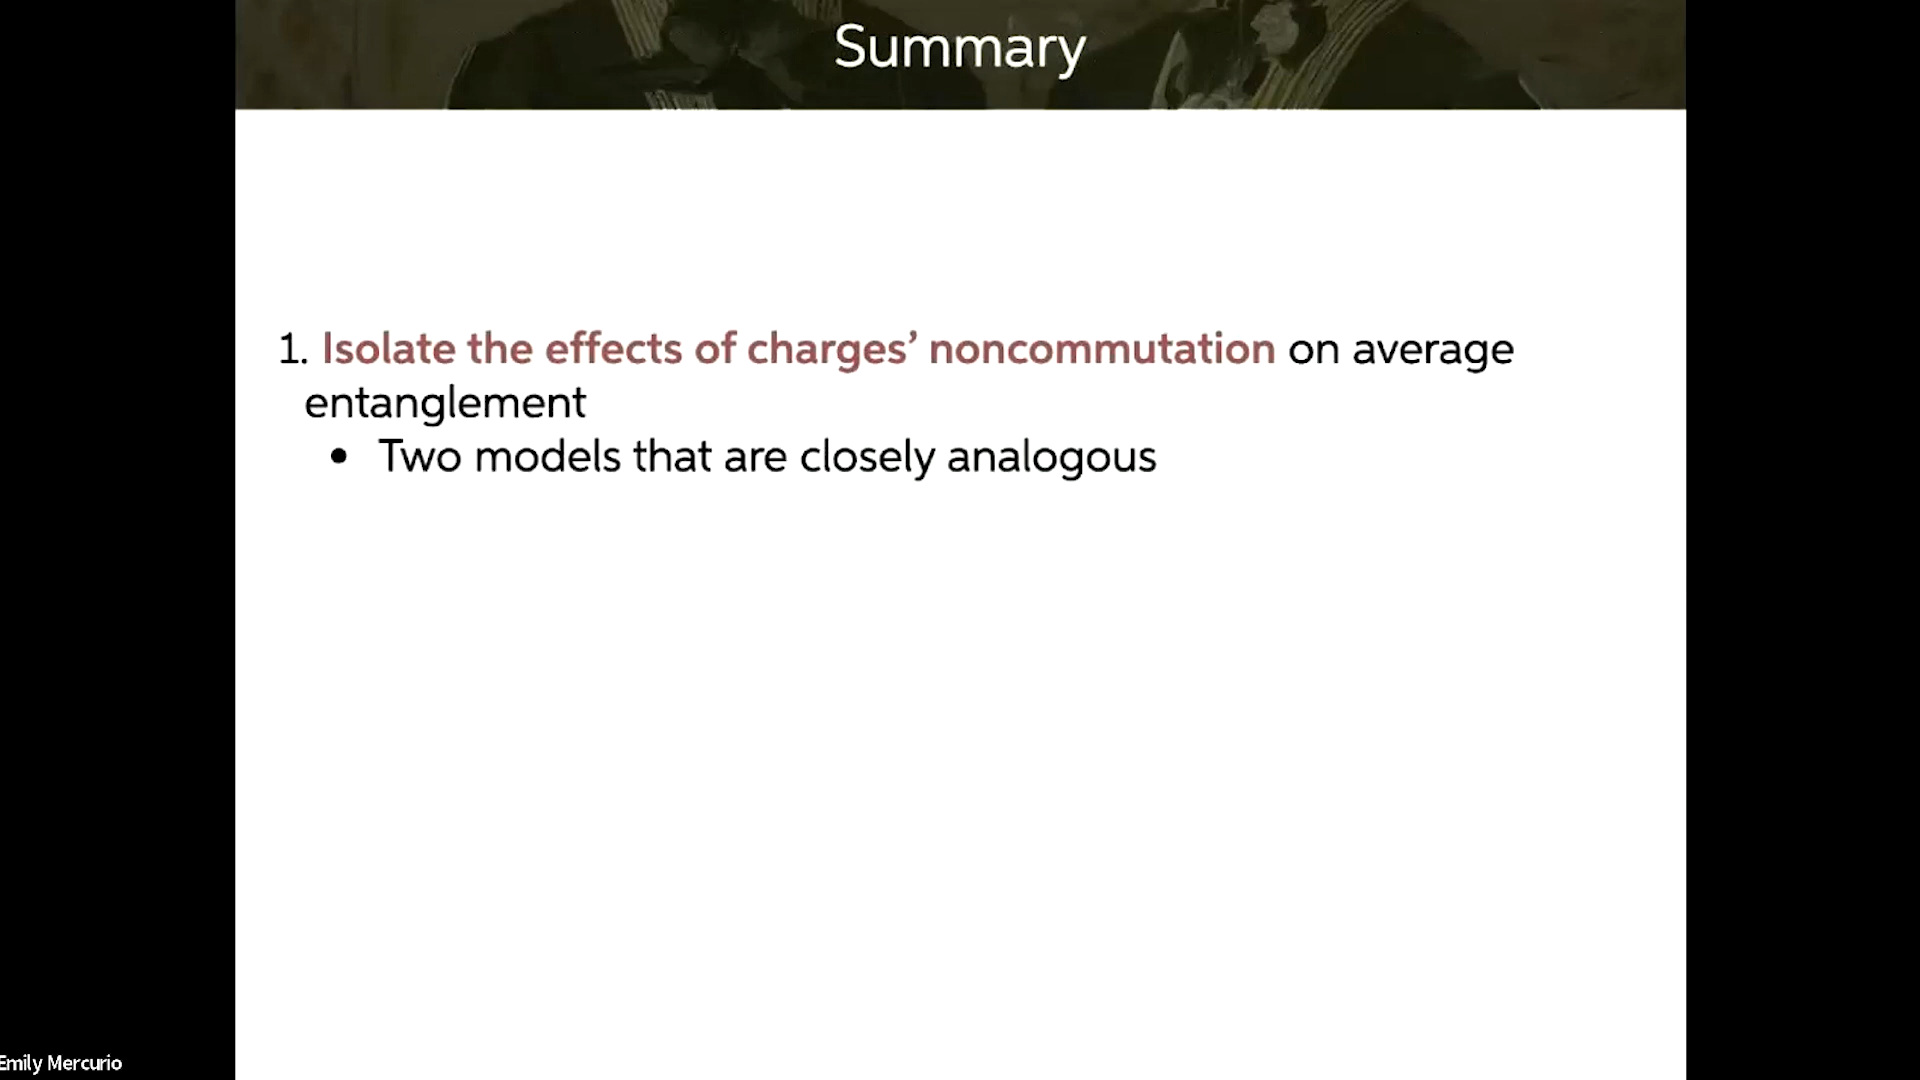 Summary
1. Isolate the effects of charges’ noncommutation on average
entanglement
• Two models that are closely analogous
Emily Mercurio